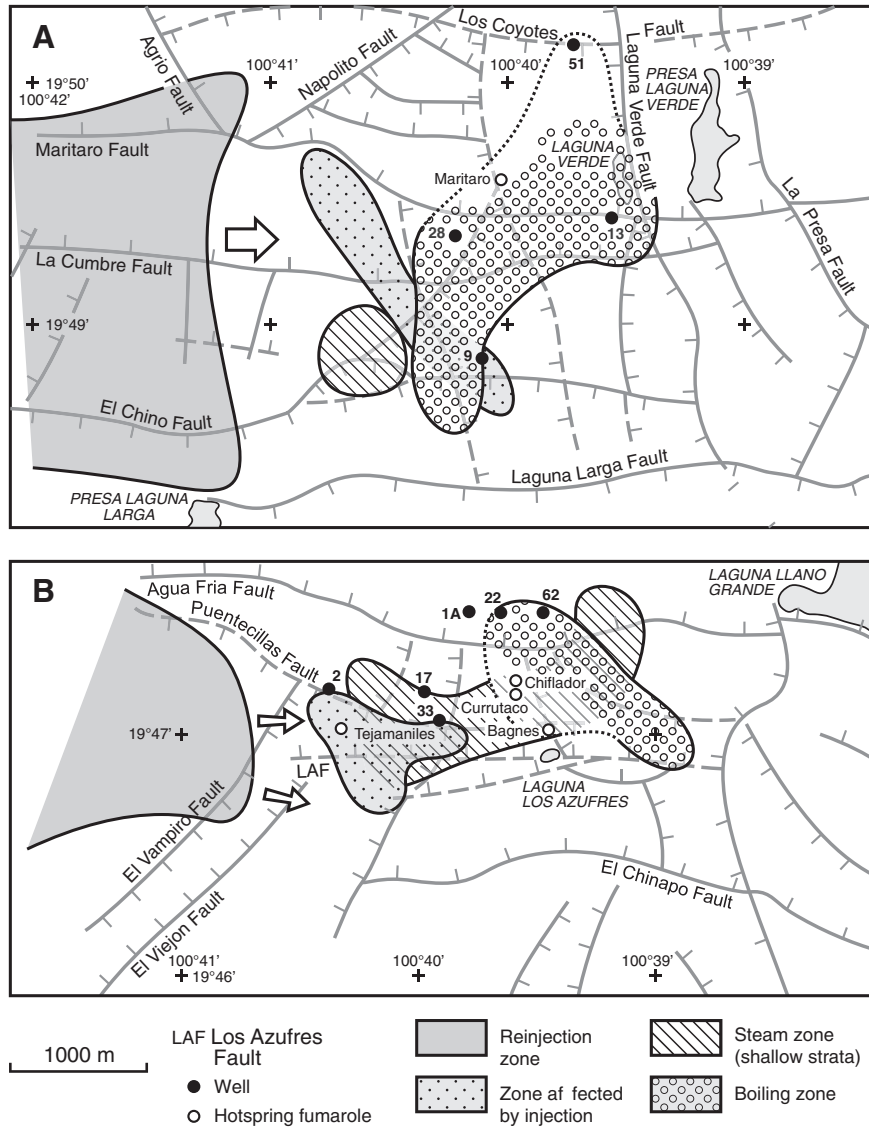 A
Los Coyotes
Fault
51
Agrio Fault
Napolito Fault
Laguna Verde Fault
PRESA
LAGUNA
VERDE
19°50'
100°42'
100°41'
100°40'
100°39'
Maritaro Fault
LAGUNA
VERDE
Maritaro
28
13
La Presa Fault
La Cumbre Fault
19°49'
9
El Chino Fault
Laguna Larga Fault
PRESA LAGUNA
LARGA
B
Agua Fria Fault
LAGUNA LLANO
GRANDE
Puentecillas Fault
1A
22
62
2
17
Chiflador
33
Currutaco
19°47'
Tejamaniles
Bagnes
LAF
LAGUNA
LOS AZUFRES
El Vampiro Fault
El Viejon Fault
El Chinapo Fault
100°41'
19°46'
100°40'
100°39'
1000 m
LAF Los Azufres
Fault
Well
Hotspring fumarole
Reinjection
zone
Zone af fected
by injection
Steam zone
(shallow strata)
Boiling zone